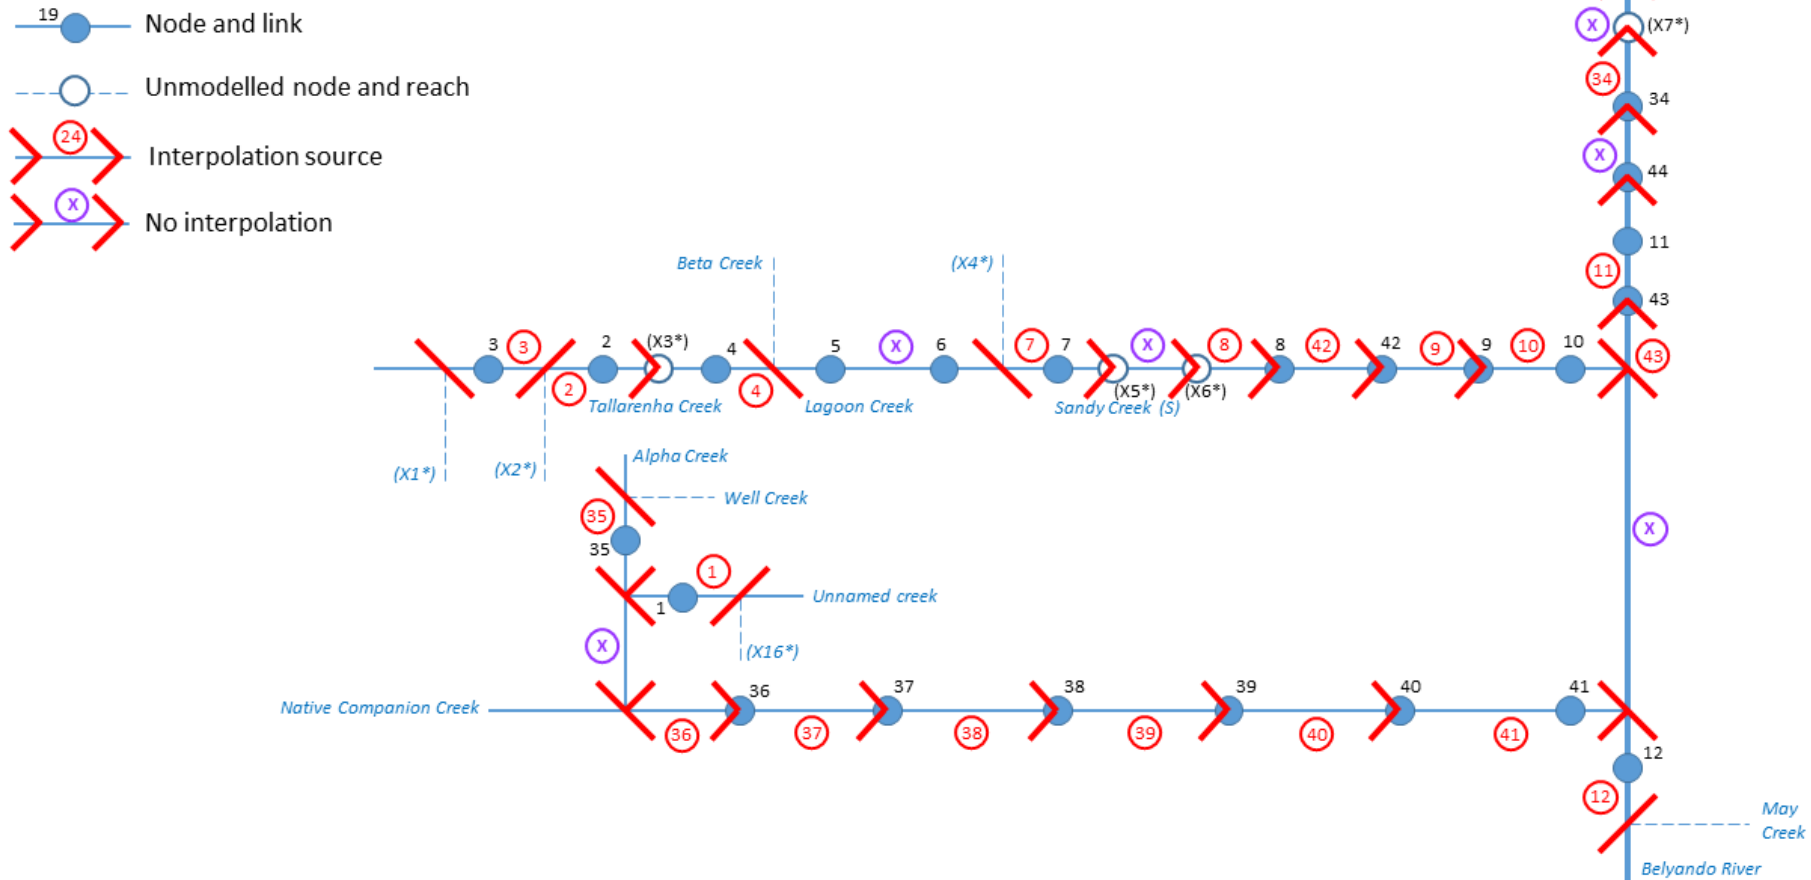 19
Node and link
Unmodelled node and reach
24
Interpolation source
X
No interpolation
X
(X7*)
34
34
X
44
11
11
43
Beta Creek
(X4*)
3
3
2
(X3*)
4
5
X
6
7
7
X
8
8
42
42
9
9
10
10
43
2
4
(X5*)
(X6*)
Tallarenha Creek
Lagoon Creek
Sandy Creek (S)
(X1*)
(X2*)
Alpha Creek
Well Creek
35
35
X
1
1
Unnamed creek
X
(X16*)
Native Companion Creek
36
37
38
39
40
41
36
37
38
39
40
41
12
12
May
Creek
Belyando River